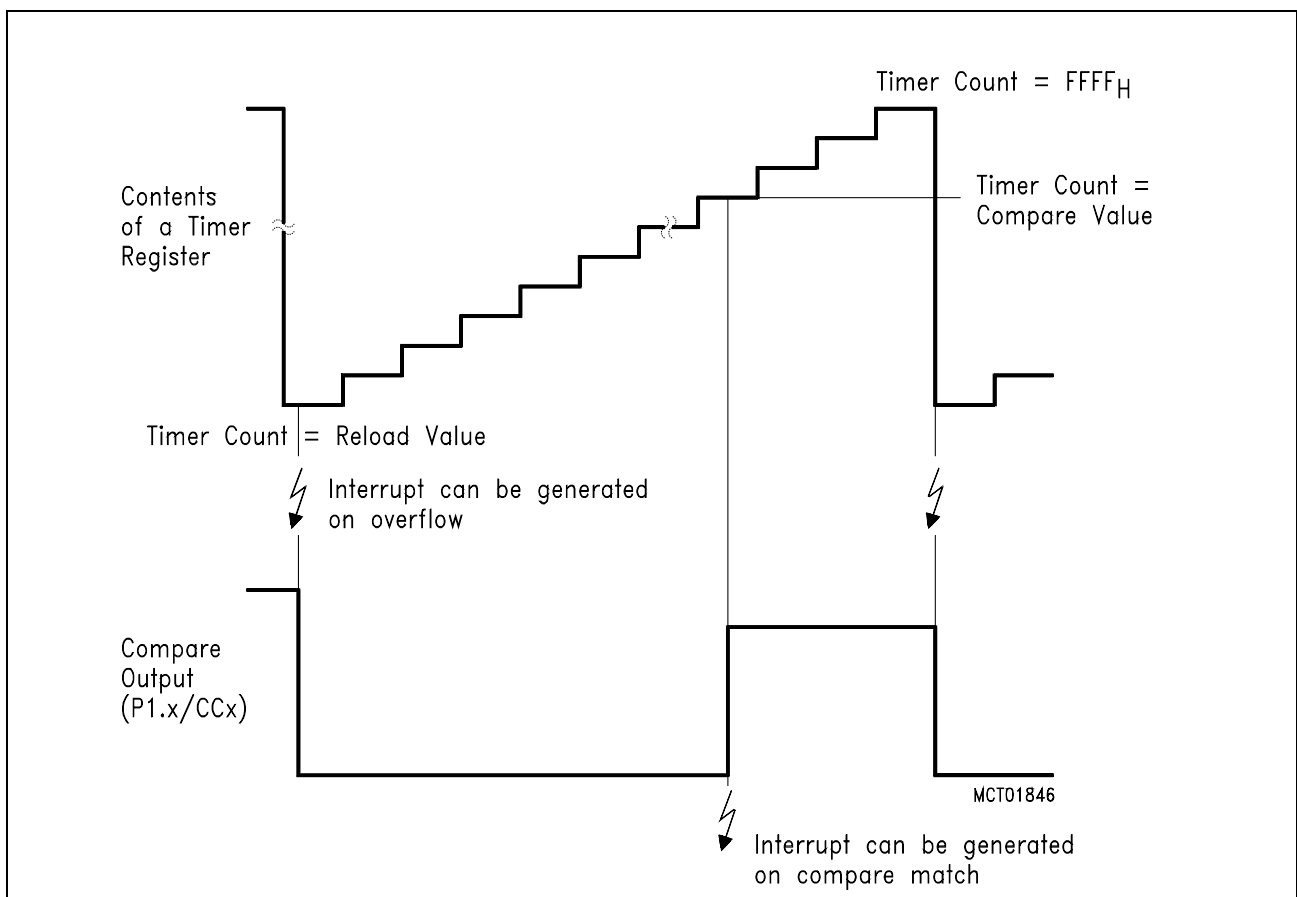 Timer Count = FFFFH
Contents
of a Timer
Register
Timer Count =
Compare Value
Timer Count = Reload Value
Interrupt can be generated
on overflow
Compare
Output
(P1.x/CCx)
MCT01846
Interrupt can be generated
on compare match